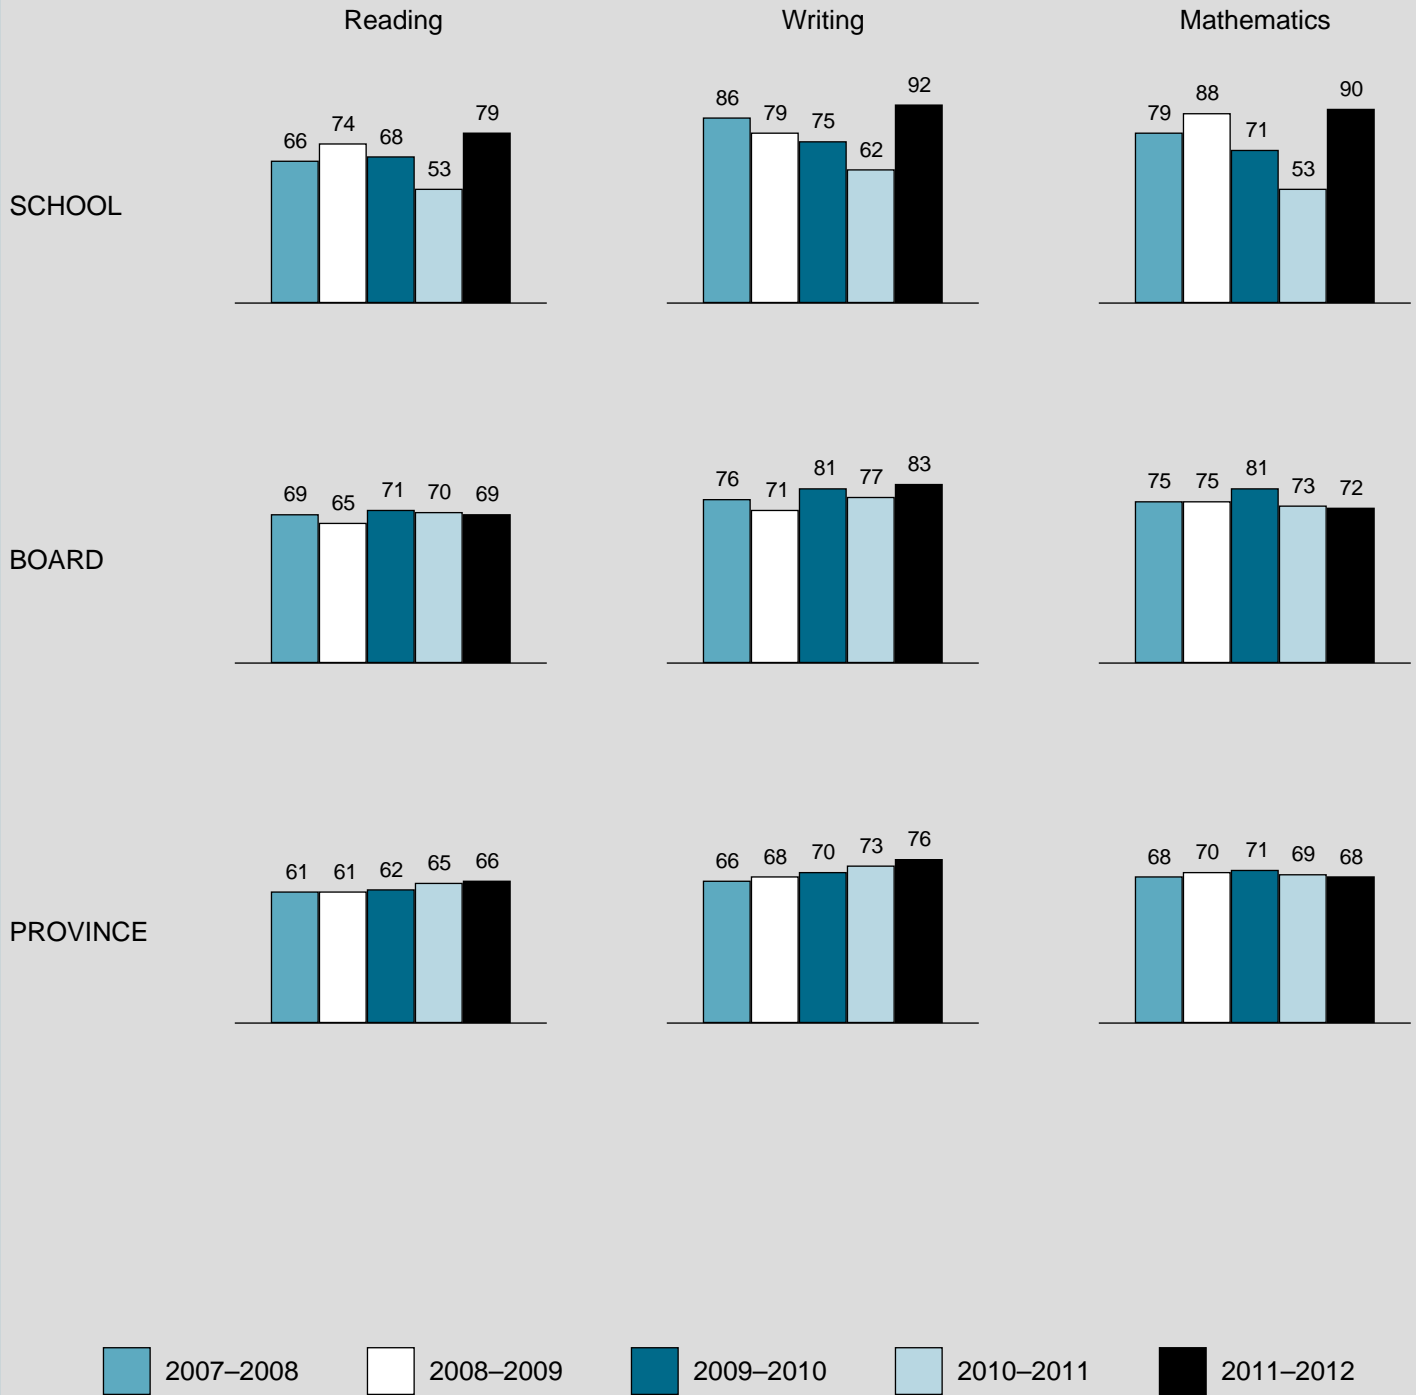 Reading Writing Mathematics
SCHOOL
66 74 68 53 79
86 79 75 62 92
79 88 71 53 90
BOARD
69 65 71 70 69
76 71 81 77 83
75 75 81 73 72
PROVINCE
61 61 62 65 66
66 68 70 73 76
68 70 71 69 68
2007–2008 2008–2009 2009–2010 2010–2011 2011–2012